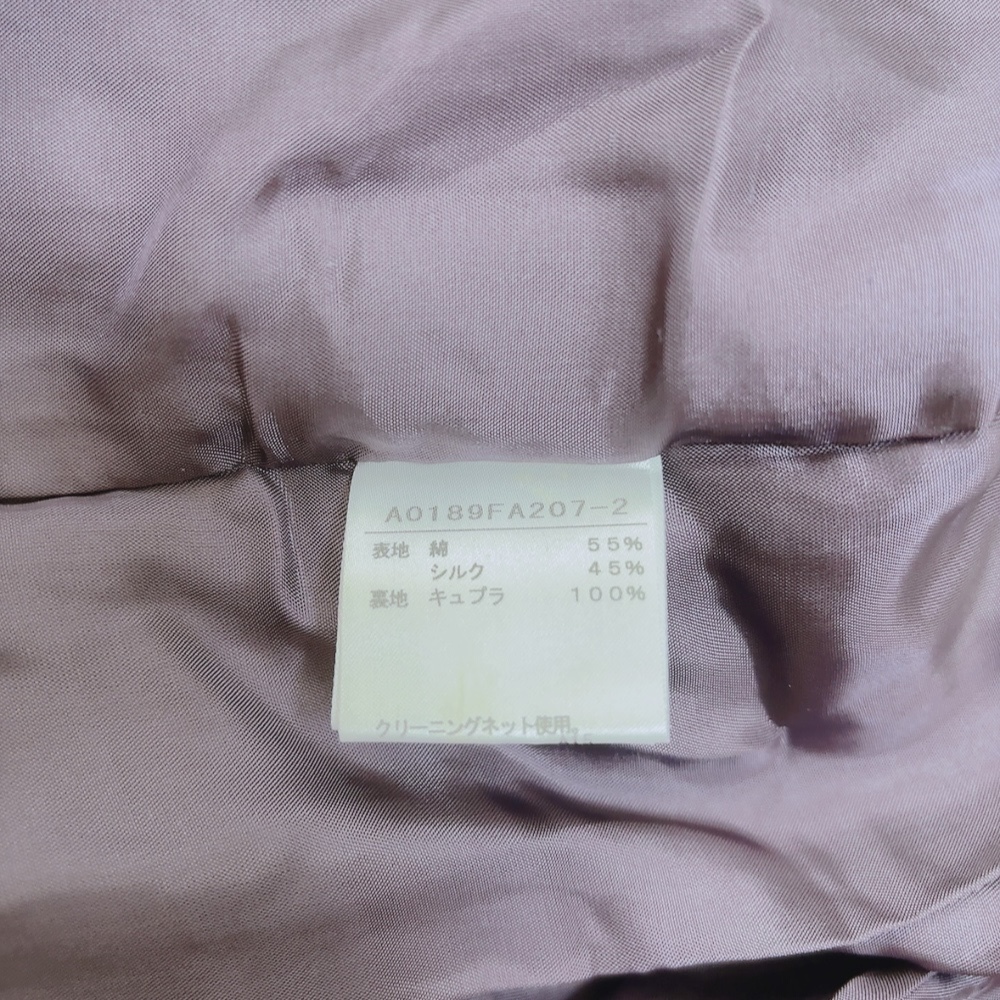 A0189FA207-2
表地 綿 55%
シルク 45%
裏地 キュプラ 100%
クリーニングネット使用